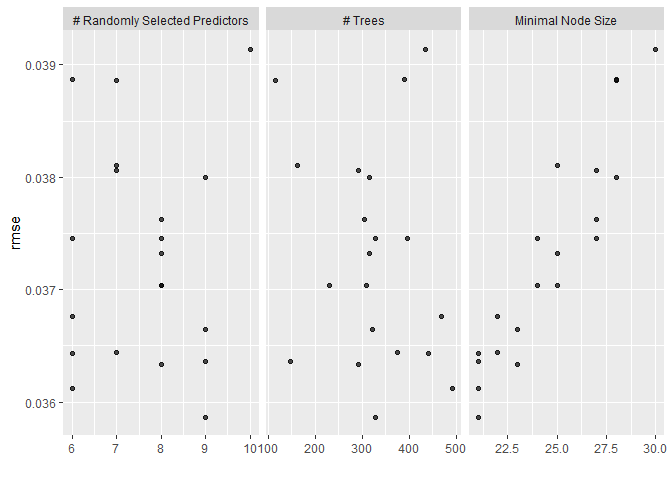 # Randomly Selected Predictors
# Trees
Minimal Node Size
rmse
0.039
0.038
0.037
0.036
6 7 8 9 10
100 200 300 400 500
22.5 25.0 27.5 30.0